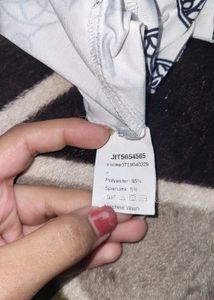 JIT5654565
Polyester: 95%
Spandex: 5%
Machine Wash